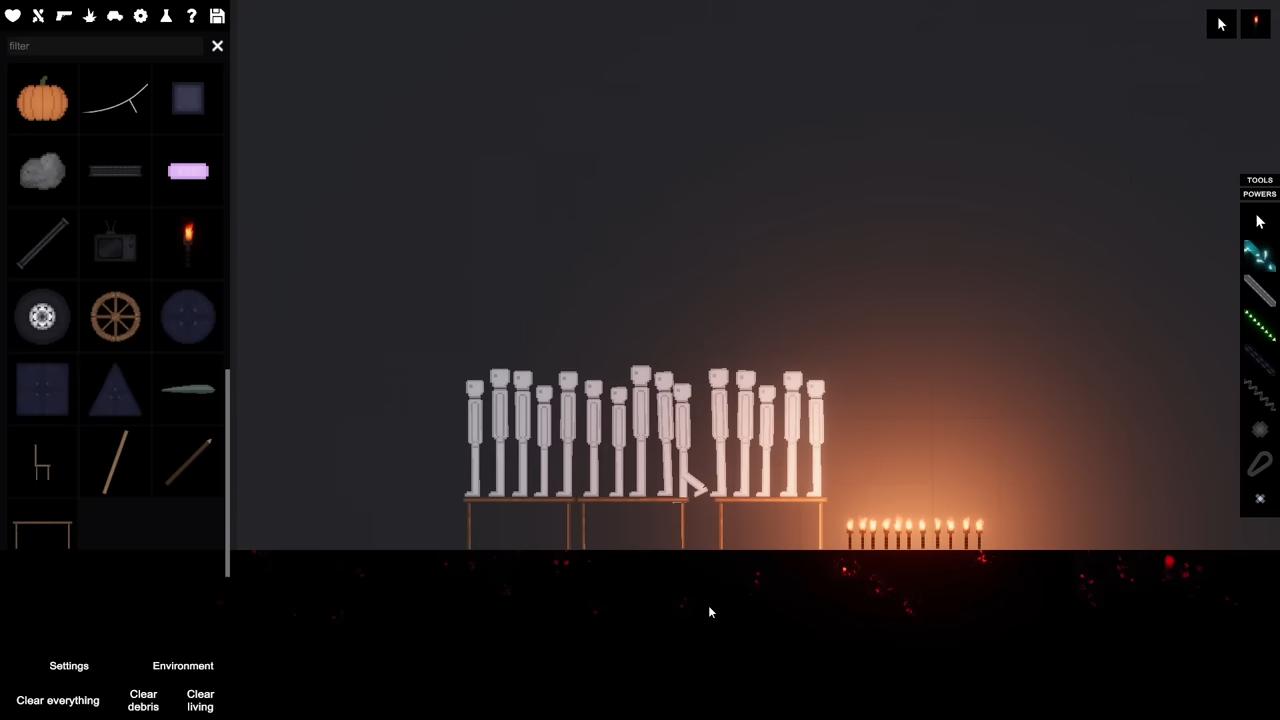 filter
TOOLS
POWERS
Settings
Environment
Clear everything
Clear
debris
Clear
living